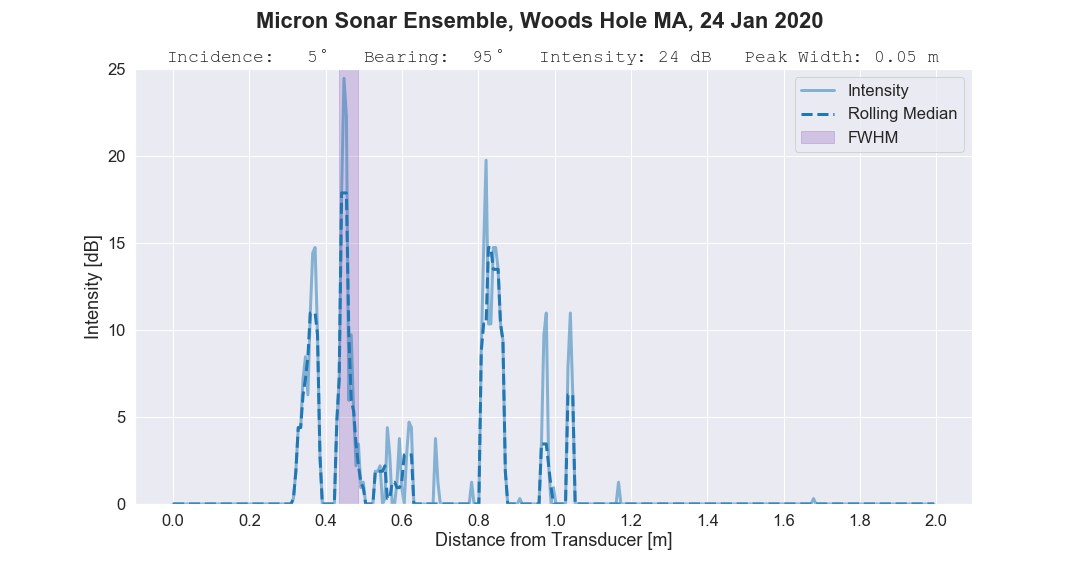 Micron Sonar Ensemble, Woods Hole MA, 24 Jan 2020
Incidence: 5° Bearing: 95° Intensity: 24 dB Peak Width: 0.05 m
Intensity
Rolling Median
FWHM
25
20
15
10
5
0
Intensity [dB]
0.0 0.2 0.4 0.6 0.8 1.0 1.2 1.4 1.6 1.8 2.0
Distance from Transducer [m]